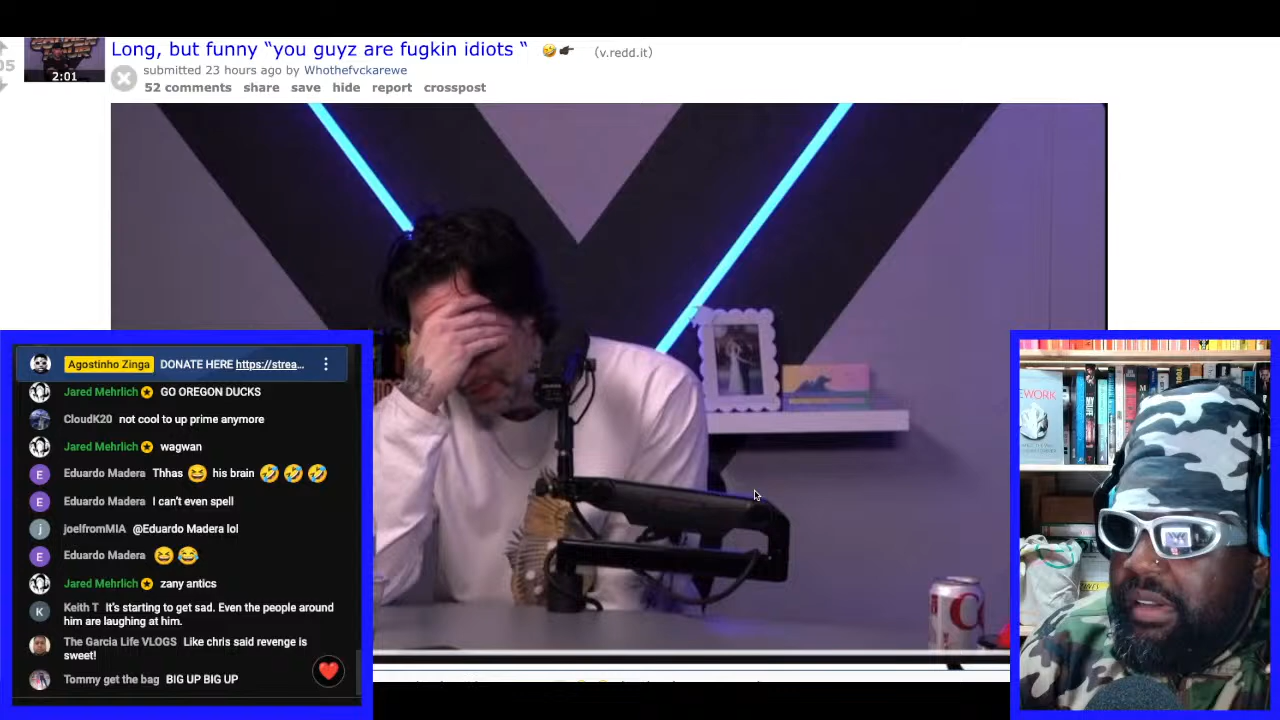 Long, but funny “you guyz are fugkin idiots “ 🤣👉 (v.redd.it)
05
2:01
submitted 23 hours ago by Whothefvckarewe
52 comments share save hide report crosspost
Agostinho Zinga DONATE HERE https://strea...
Jared Mehrlich GO OREGON DUCKS
CloudK20 not cool to up prime anymore
Jared Mehrlich wagwan
E Eduardo Madera Thhas 😆 his brain 🤣🤣🤣
E Eduardo Madera I can't even spell
j joelfromMIA @Eduardo Madera lol
E Eduardo Madera 😆😂
Jared Mehrlich zany antics
K Keith T It's starting to get sad. Even the people around
him are laughing at him.
The Garcia Life VLOGS Like chris said revenge is
sweet!
Tommy get the bag BIG UP BIG UP
EWORK